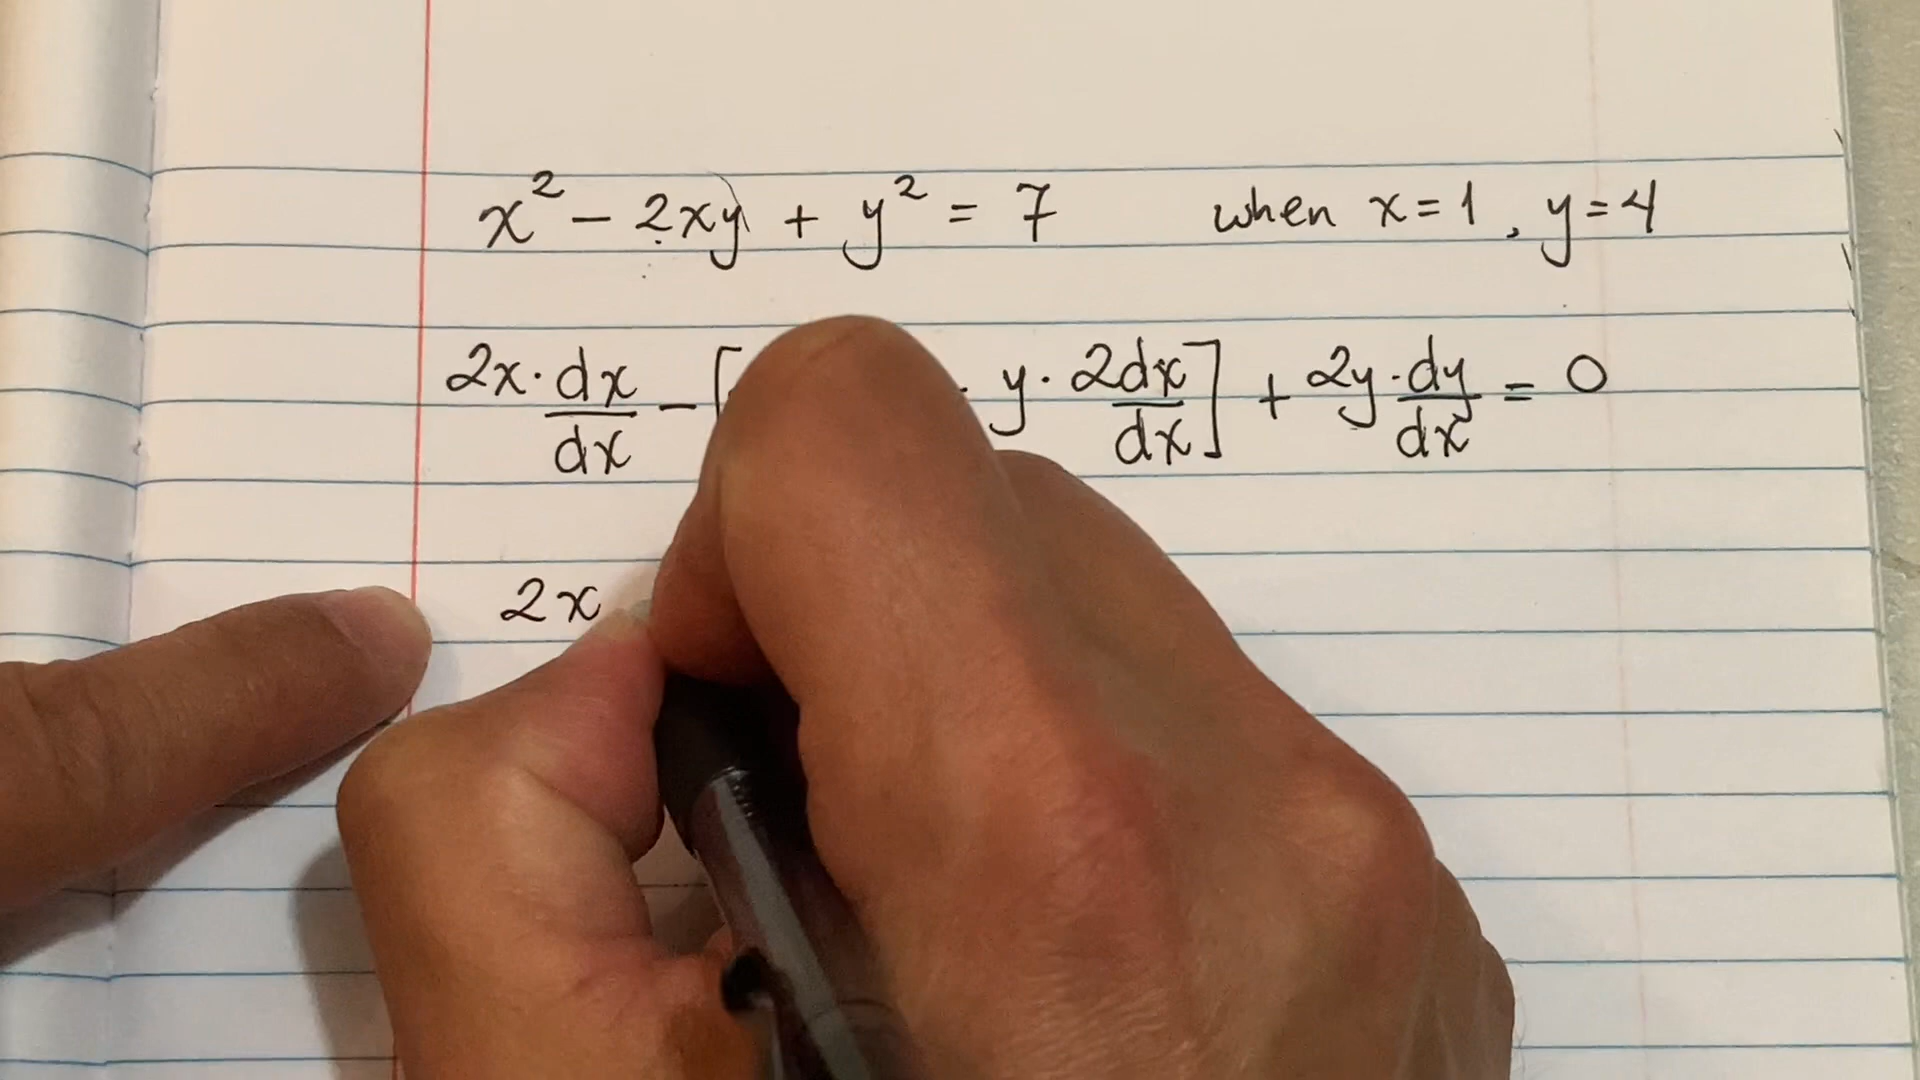 x² - 2xy + y² = 7 when x = 1, y = 4
2x · dx/dx - [ y · 2dx/dx ] + 2y · dy/dx = 0
2x